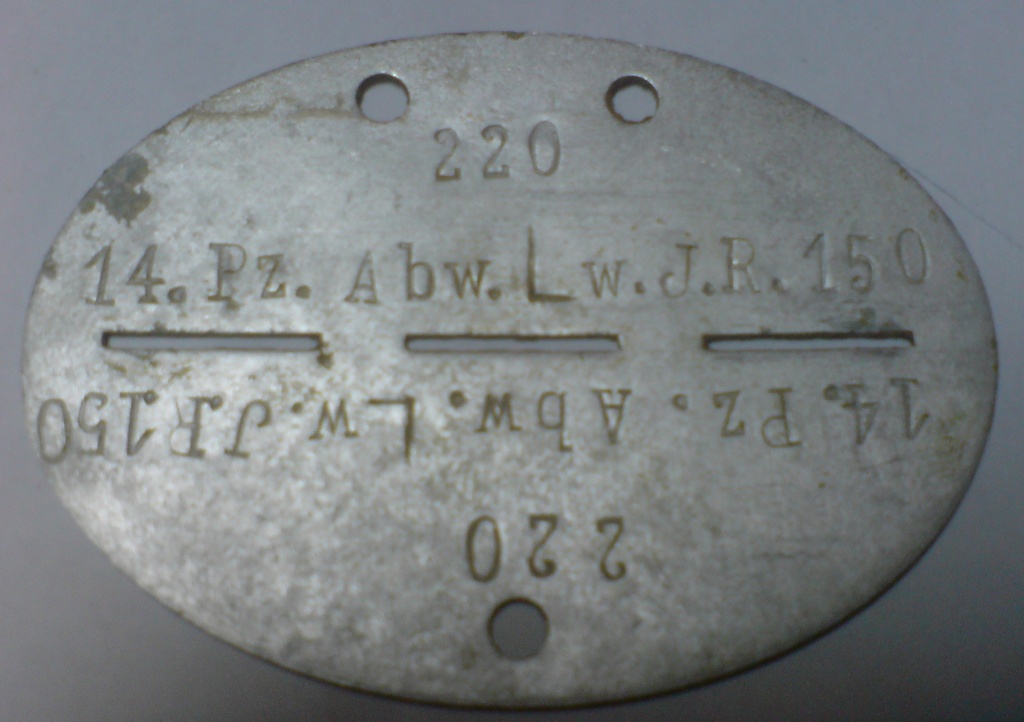 220
14. Pz. Abw. Lw. J.R. 150
14. Pz. Abw. Lw. J.R.150
220